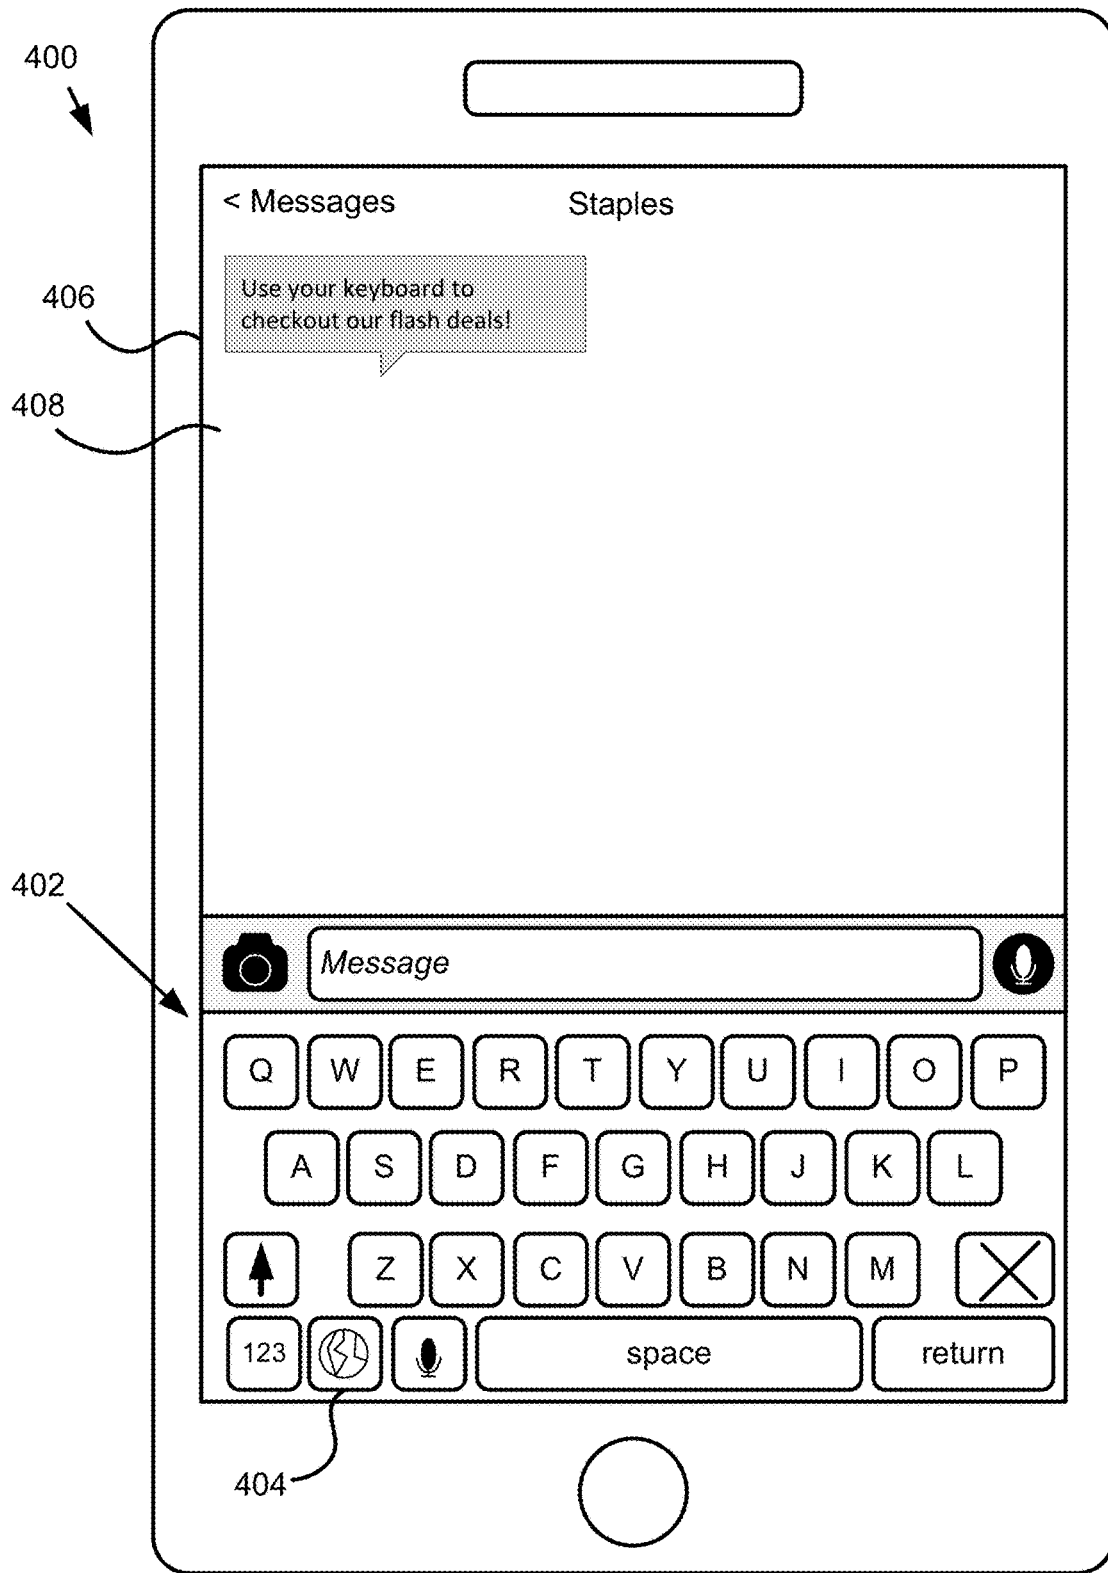 400
< Messages Staples
406
Use your keyboard to
checkout our flash deals!
408
402
Message
Q W E R T Y U I O P
A S D F G H J K L
Z X C V B N M
123 space return
404